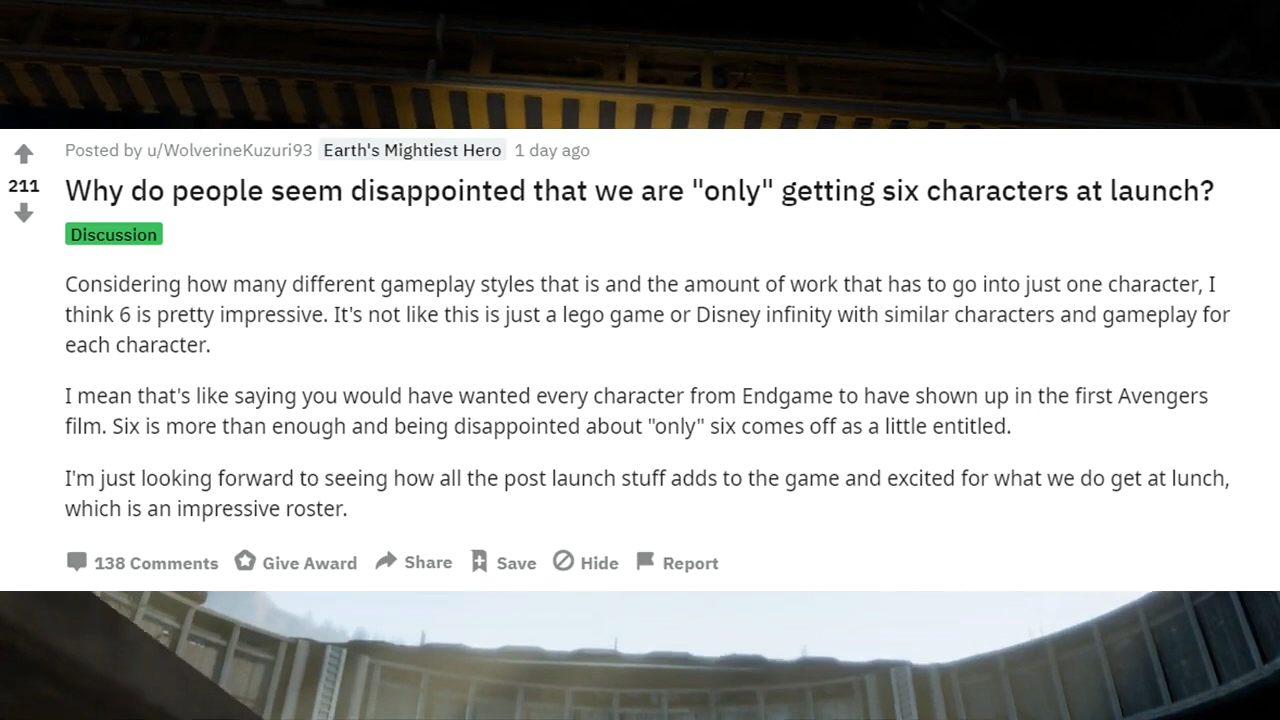 Posted by u/WolverineKuzuri93 Earth's Mightiest Hero 1 day ago
211
Why do people seem disappointed that we are "only" getting six characters at launch?
Discussion
Considering how many different gameplay styles that is and the amount of work that has to go into just one character, I
think 6 is pretty impressive. It's not like this is just a lego game or Disney infinity with similar characters and gameplay for
each character.
I mean that's like saying you would have wanted every character from Endgame to have shown up in the first Avengers
film. Six is more than enough and being disappointed about "only" six comes off as a little entitled.
I'm just looking forward to seeing how all the post launch stuff adds to the game and excited for what we do get at lunch,
which is an impressive roster.
138 Comments Give Award Share Save Hide Report